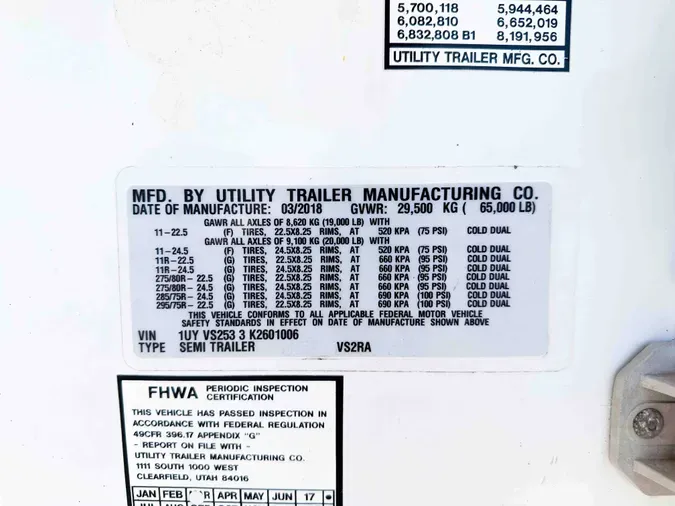 5,700,118 5,944,464
6,082,810 6,652,019
6,832,808 B1 8,191,956
UTILITY TRAILER MFG. CO.
MFD. BY UTILITY TRAILER MANUFACTURING CO.
DATE OF MANUFACTURE: 03/2018 GVWR: 29,500 KG ( 65,000 LB)
GAWR ALL AXLES OF 8,620 KG (19,000 LB) WITH
11-22.5 (F) TIRES, 22.5X8.25 RIMS, AT 520 KPA (75 PSI) COLD DUAL
GAWR ALL AXLES OF 9,100 KG (20,000 LB) WITH
11-24.5 (F) TIRES, 24.5X8.25 RIMS, AT 520 KPA (75 PSI) COLD DUAL
11R-22.5 (G) TIRES, 22.5X8.25 RIMS, AT 660 KPA (95 PSI) COLD DUAL
11R-24.5 (G) TIRES, 24.5X8.25 RIMS, AT 660 KPA (95 PSI) COLD DUAL
275/80R-22.5 (G) TIRES, 22.5X8.25 RIMS, AT 660 KPA (95 PSI) COLD DUAL
275/80R-24.5 (G) TIRES, 24.5X8.25 RIMS, AT 660 KPA (95 PSI) COLD DUAL
285/75R-24.5 (G) TIRES, 24.5X8.25 RIMS, AT 690 KPA (100 PSI) COLD DUAL
295/75R-22.5 (G) TIRES, 22.5X8.25 RIMS, AT 690 KPA (100 PSI) COLD DUAL
THIS VEHICLE CONFORMS TO ALL APPLICABLE FEDERAL MOTOR VEHICLE
SAFETY STANDARDS IN EFFECT ON DATE OF MANUFACTURE SHOWN ABOVE
VIN 1UY VS253 3 K2601006
TYPE SEMI TRAILER VS2RA
FHWA PERIODIC INSPECTION
CERTIFICATION
THIS VEHICLE HAS PASSED INSPECTION IN
ACCORDANCE WITH FEDERAL REGULATION
49CFR 396.17 APPENDIX "G"
- REPORT ON FILE WITH -
UTILITY TRAILER MANUFACTURING CO.
1111 SOUTH 1000 WEST
CLEARFIELD, UTAH 84016
JAN FEB APR MAY JUN 17